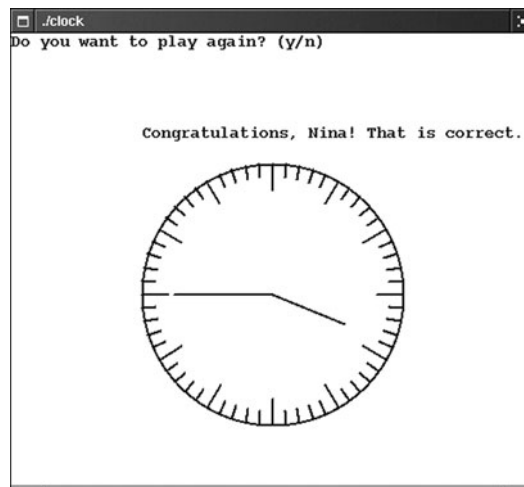 ./clock
Do you want to play again? (y/n)
Congratulations, Nina! That is correct.